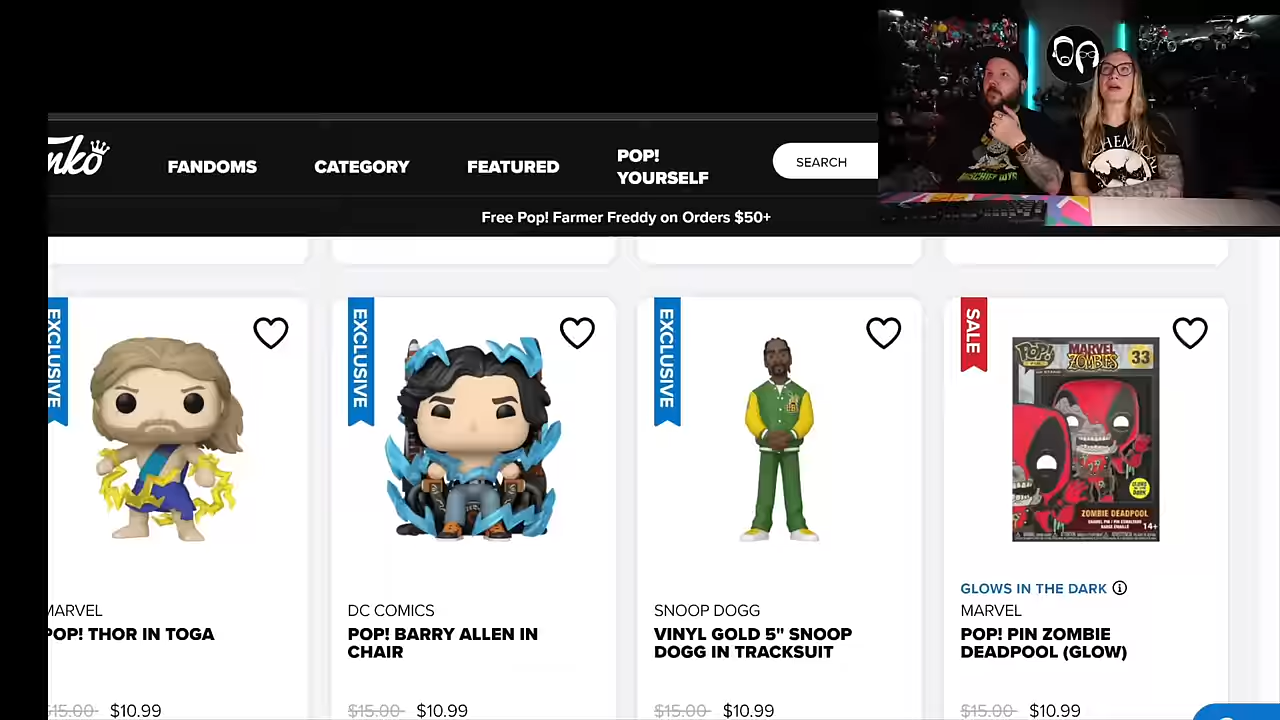 nko
FANDOMS
CATEGORY
FEATURED
POP!
YOURSELF
SEARCH
Free Pop! Farmer Freddy on Orders $50+
EXCLUSIVE
EXCLUSIVE
EXCLUSIVE
SALE
POP!
MARVEL
ZOMBIES
33
ZOMBIE DEADPOOL
14+
GLOWS IN THE DARK
MARVEL
POP! THOR IN TOGA
DC COMICS
POP! BARRY ALLEN IN
CHAIR
SNOOP DOGG
VINYL GOLD 5" SNOOP
DOGG IN TRACKSUIT
MARVEL
POP! PIN ZOMBIE
DEADPOOL (GLOW)
$15.00 $10.99
$15.00 $10.99
$15.00 $10.99
$15.00 $10.99